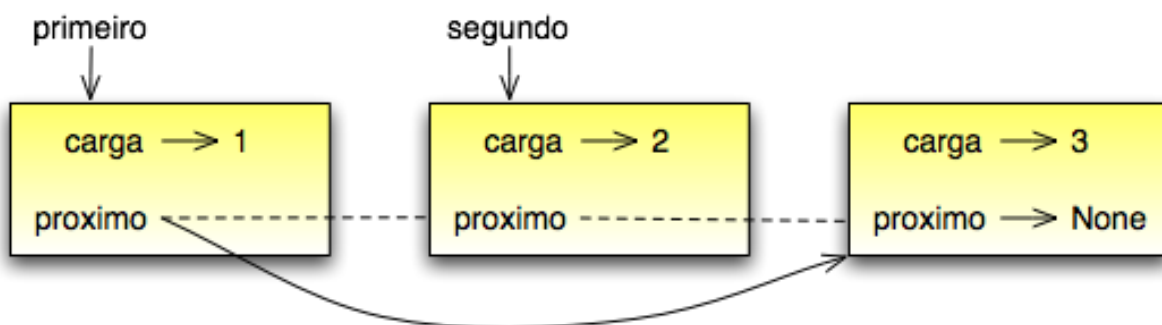 primeiro
segundo
carga 1
carga 2
carga 3
proximo
proximo
proximo None